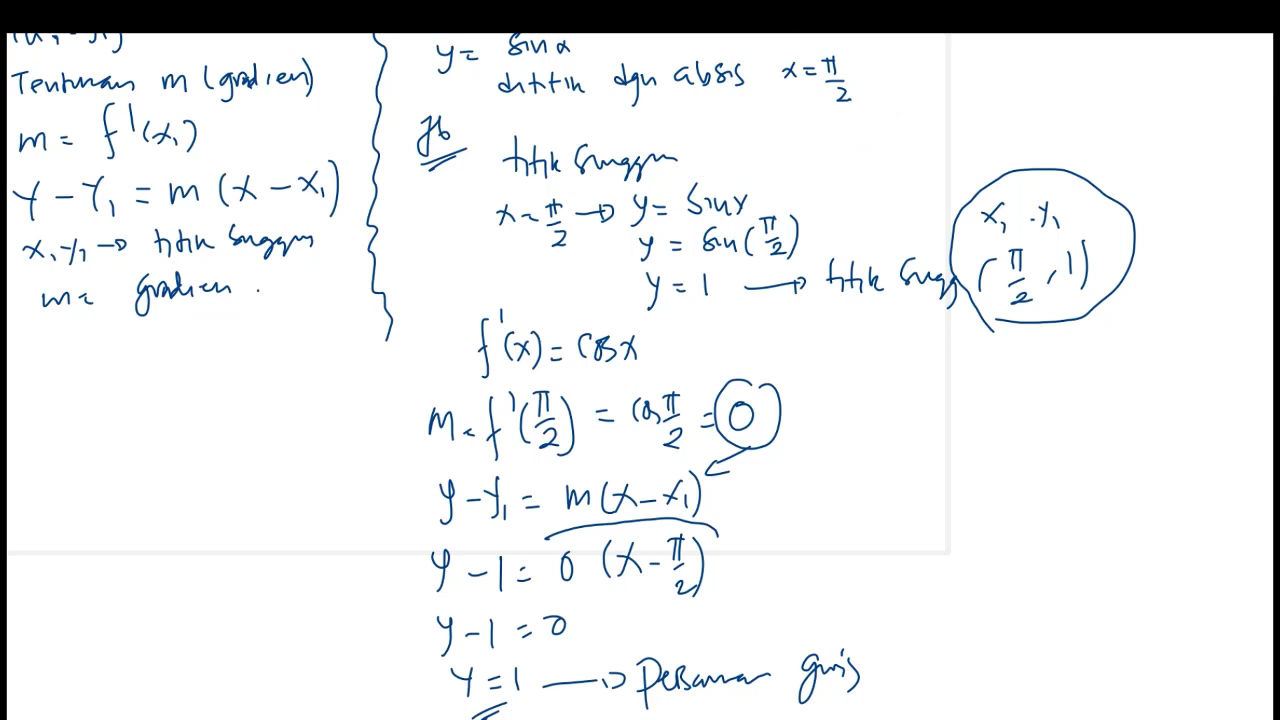 Tentukan m (gradien)
m = f'(x₁)
Y - Y₁ = m (x - x₁)
x₁, y₁ → titik singgung
m = gradien.
y = sin x
dititik dgn absis x = π/2
Jb
titik singgung
x = π/2 → y = sin x
y = sin(π/2)
y = 1 → titik singg (π/2, 1)
x₁ . y₁
f'(x) = cos x
m = f'(π/2) = cos π/2 = 0
y - y₁ = m(x - x₁)
y - 1 = 0 (x - π/2)
y - 1 = 0
y = 1 → persamaan garis